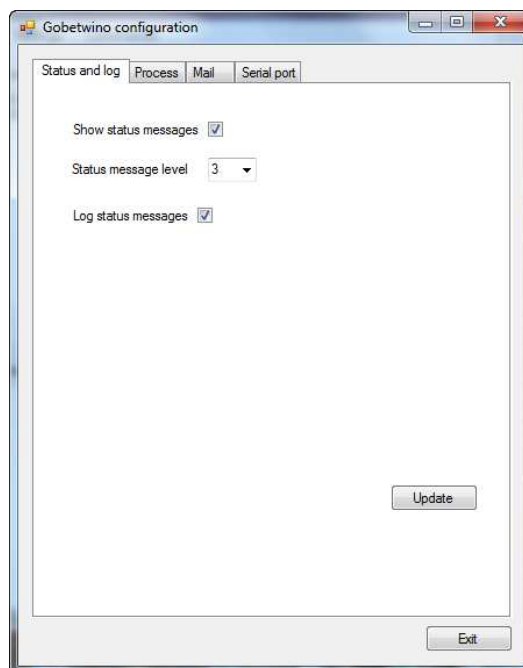 Gobetwino configuration
Status and log Process Mail Serial port
Show status messages
Status message level 3
Log status messages
Update
Exit